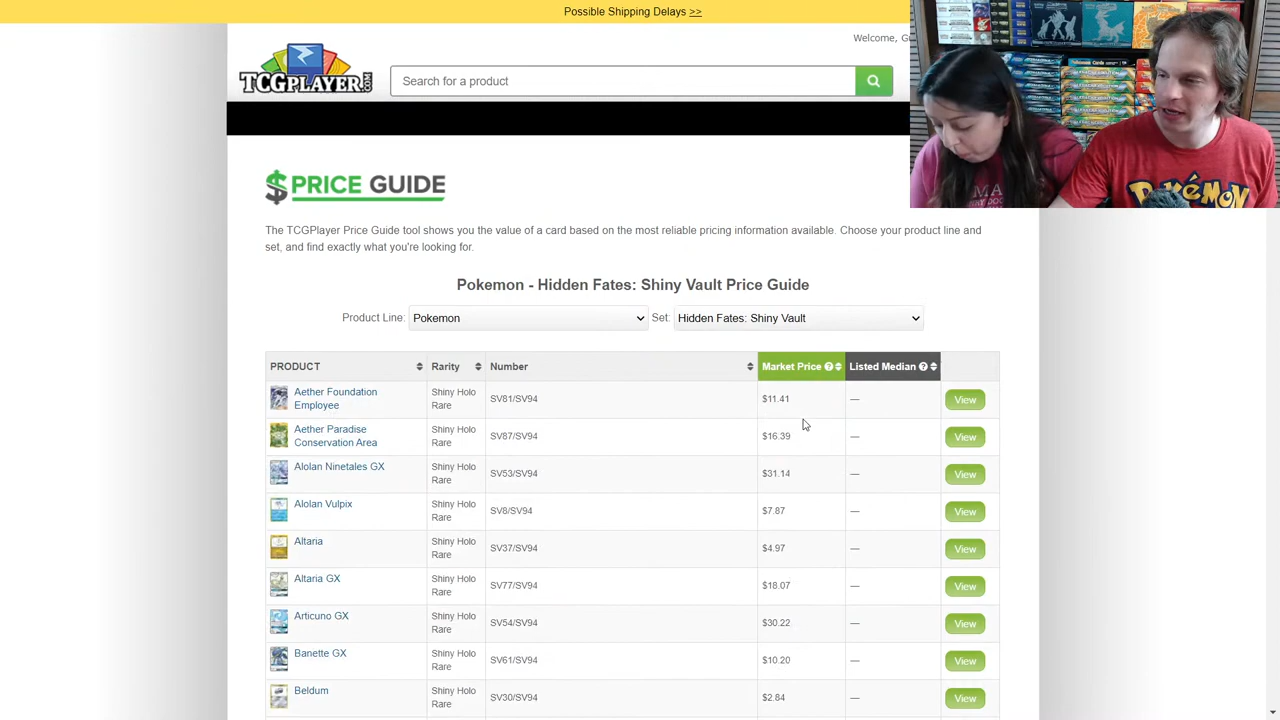 Possible Shipping Delays >>
Welcome, G
TCGPLAYER.COM
Search for a product
PRICE GUIDE
The TCGPlayer Price Guide tool shows you the value of a card based on the most reliable pricing information available. Choose your product line and
set, and find exactly what you're looking for.
Pokemon - Hidden Fates: Shiny Vault Price Guide
Product Line: Pokemon Set: Hidden Fates: Shiny Vault
PRODUCT Rarity Number Market Price Listed Median
Aether Foundation Employee Shiny Holo Rare SV81/SV94 $11.41 — View
Aether Paradise Conservation Area Shiny Holo Rare SV87/SV94 $16.39 — View
Alolan Ninetales GX Shiny Holo Rare SV53/SV94 $31.14 — View
Alolan Vulpix Shiny Holo Rare SV8/SV94 $7.87 — View
Altaria Shiny Holo Rare SV37/SV94 $4.97 — View
Altaria GX Shiny Holo Rare SV77/SV94 $18.07 — View
Articuno GX Shiny Holo Rare SV54/SV94 $30.22 — View
Banette GX Shiny Holo Rare SV61/SV94 $10.20 — View
Beldum Shiny Holo Rare SV30/SV94 $2.84 — View
POKÉMON